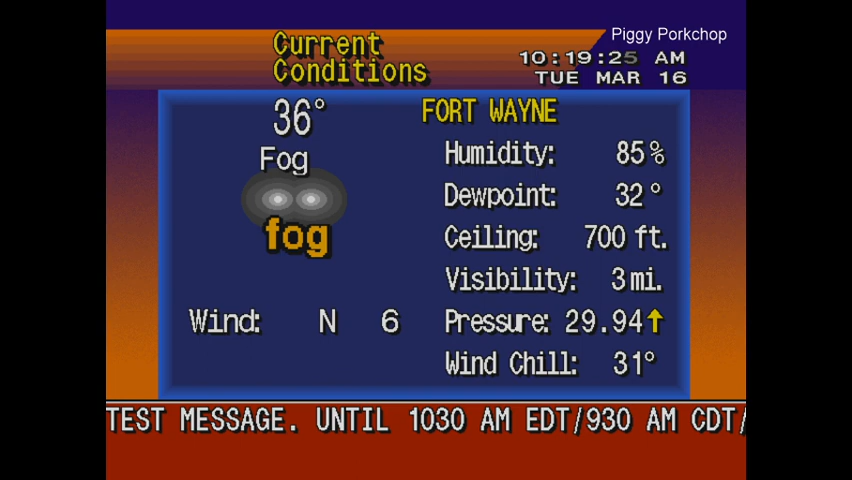 Piggy Porkchop
Current
Conditions
10:19:25 AM
TUE MAR 16
36°
Fog
fog
Wind: N 6
FORT WAYNE
Humidity: 85%
Dewpoint: 32°
Ceiling: 700 ft.
Visibility: 3 mi.
Pressure: 29.94↑
Wind Chill: 31°
TEST MESSAGE. UNTIL 1030 AM EDT/930 AM CDT/